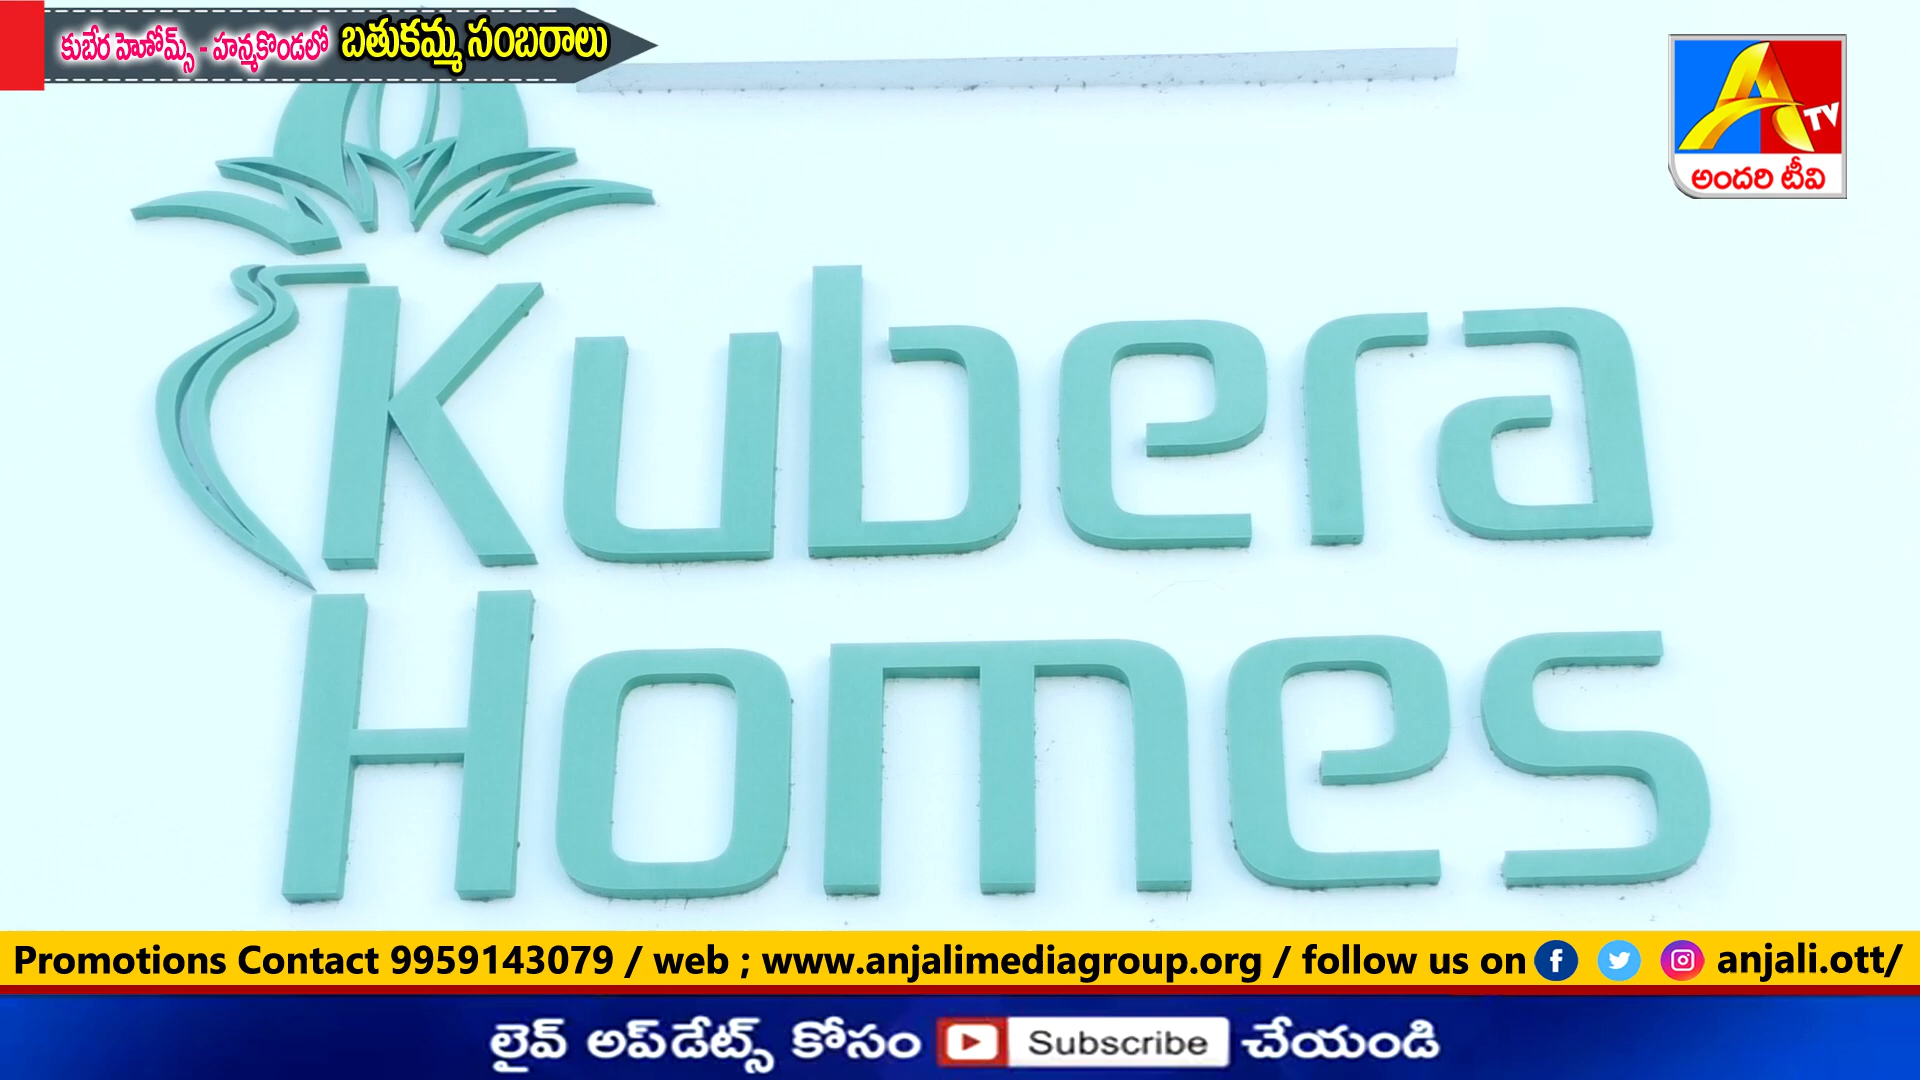 కుబేర హెూమ్స్ - హన్మకొండలో బతుకమ్మ సంబరాలు
TV
అందరి టీవి
Kubera
Homes
Promotions Contact 9959143079 / web ; www.anjalimediagroup.org / follow us on anjali.ott/
లైవ్ అప్‌డేట్స్ కోసం Subscribe చేయండి